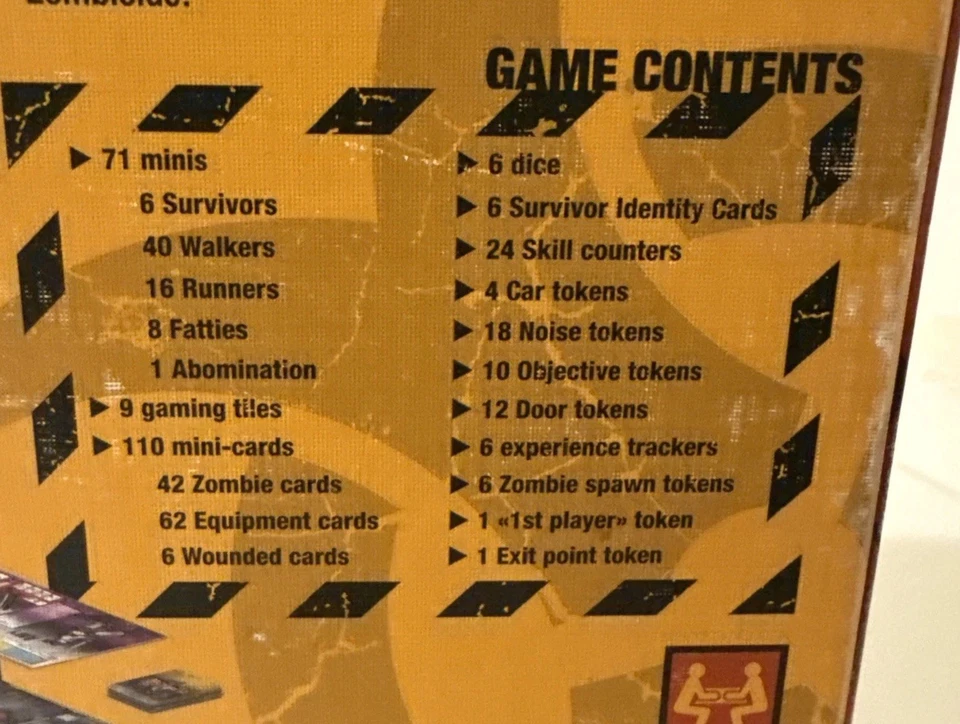 GAME CONTENTS
▶ 71 minis
6 Survivors
40 Walkers
16 Runners
8 Fatties
1 Abomination
▶ 9 gaming tiles
▶ 110 mini-cards
42 Zombie cards
62 Equipment cards
6 Wounded cards
▶ 6 dice
▶ 6 Survivor Identity Cards
▶ 24 Skill counters
▶ 4 Car tokens
▶ 18 Noise tokens
▶ 10 Objective tokens
▶ 12 Door tokens
▶ 6 experience trackers
▶ 6 Zombie spawn tokens
▶ 1 «1st player» token
▶ 1 Exit point token